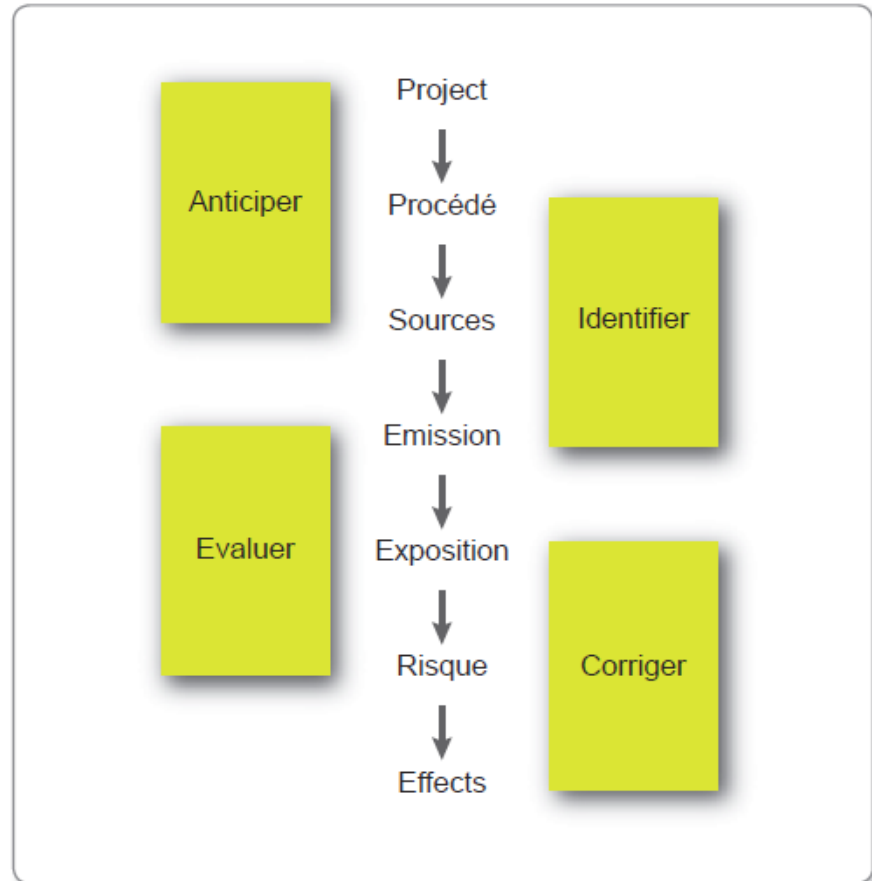 Project
Anticiper
Procédé
Sources
Identifier
Emission
Evaluer
Exposition
Risque
Corriger
Effects